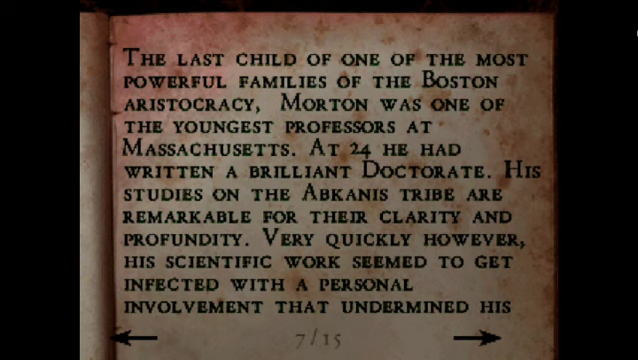 The last child of one of the most
powerful families of the Boston
aristocracy, Morton was one of
the youngest professors at
Massachusetts. At 24 he had
written a brilliant Doctorate. His
studies on the Abkanis tribe are
remarkable for their clarity and
profundity. Very quickly however,
his scientific work seemed to get
infected with a personal
involvement that undermined his
7/15